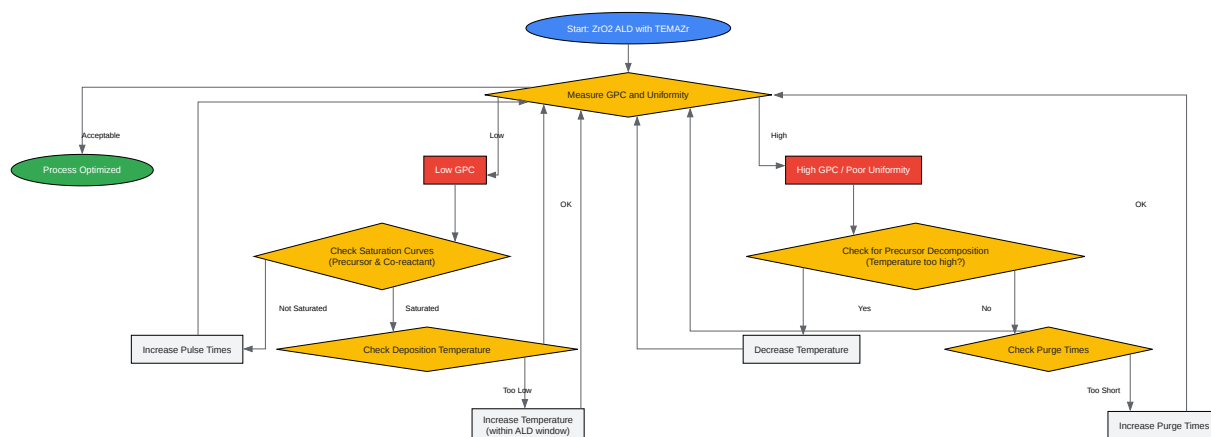 Start: ZrO2 ALD with TEMAZr
Measure GPC and Uniformity
Acceptable
Low
High
Process Optimized
Low GPC
High GPC / Poor Uniformity
OK
OK
Check Saturation Curves
(Precursor & Co-reactant)
Check for Precursor Decomposition
(Temperature too high?)
Not Saturated
Saturated
Yes
No
Increase Pulse Times
Check Deposition Temperature
Decrease Temperature
Check Purge Times
Too Low
Too Short
Increase Temperature
(within ALD window)
Increase Purge Times